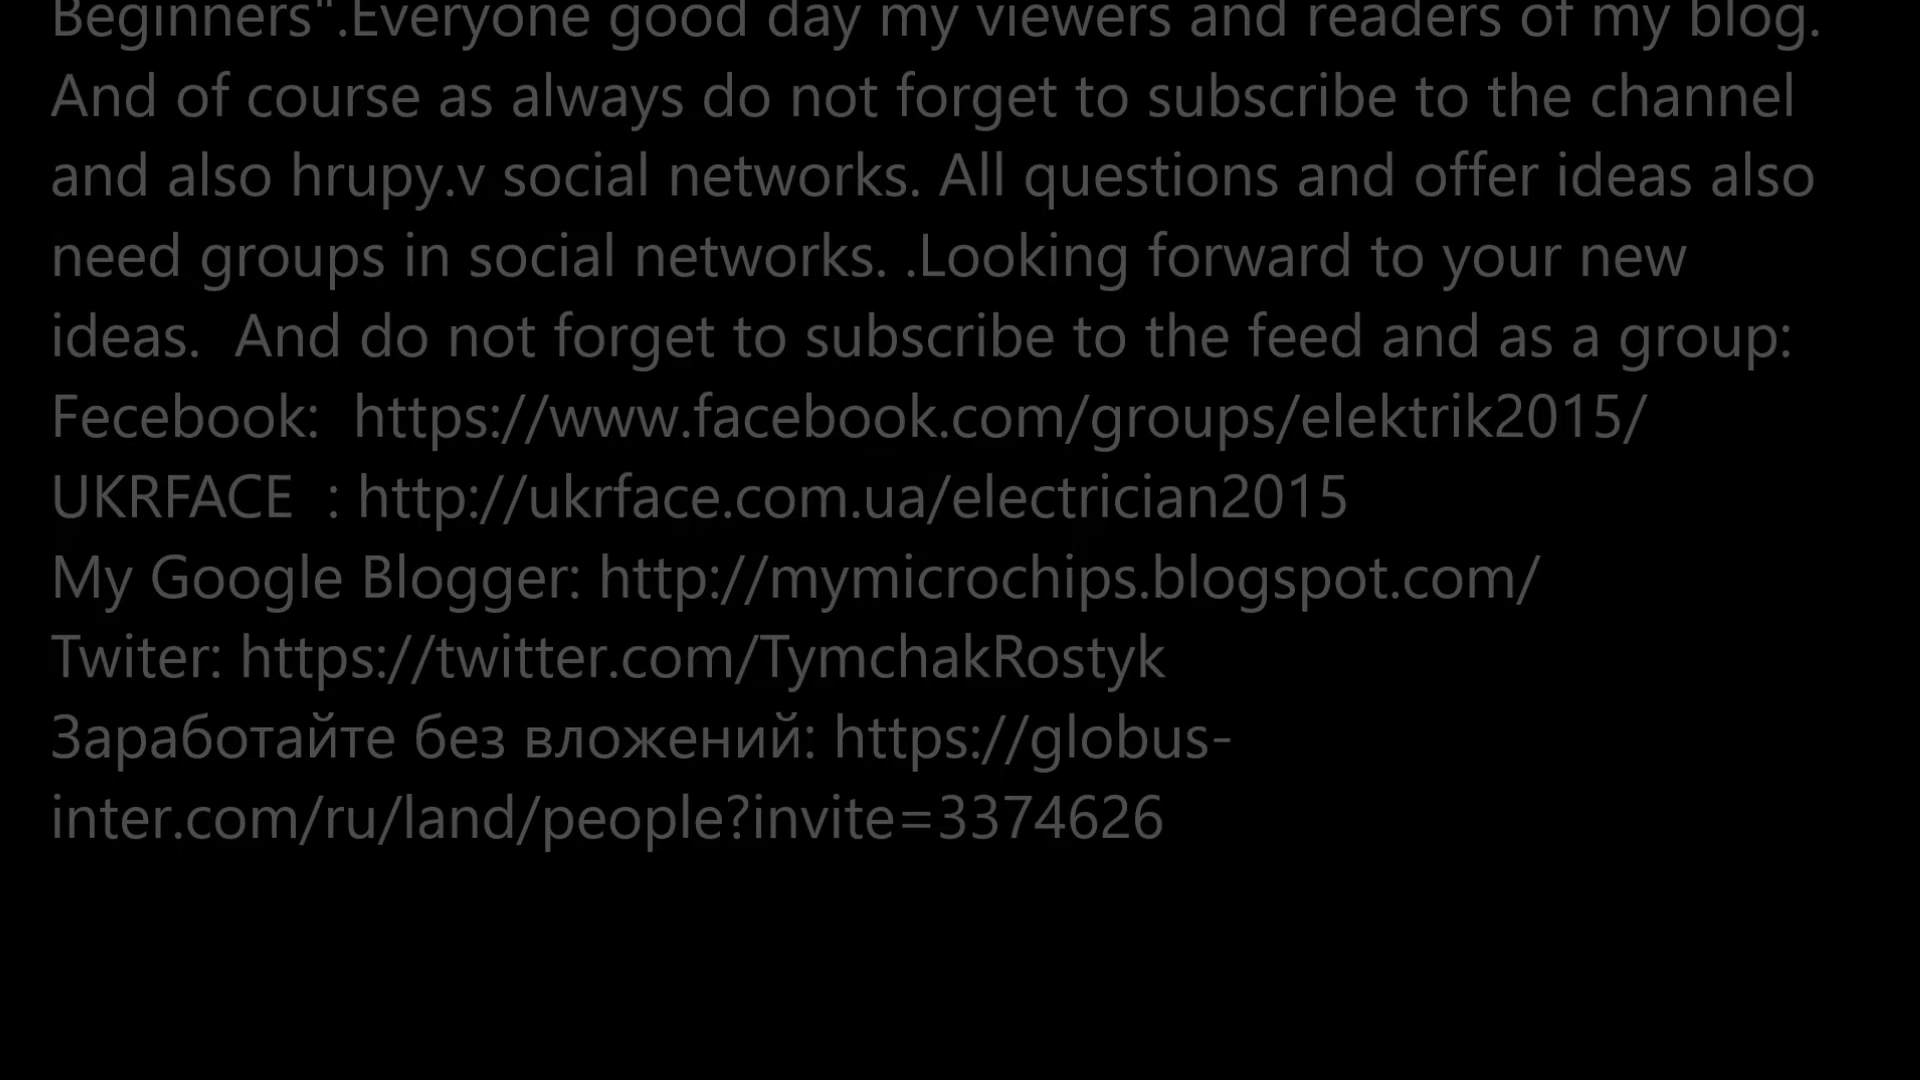 Beginners".Everyone good day my viewers and readers of my blog.
And of course as always do not forget to subscribe to the channel
and also hrupy.v social networks. All questions and offer ideas also
need groups in social networks. .Looking forward to your new
ideas.  And do not forget to subscribe to the feed and as a group:
Fecebook:  https://www.facebook.com/groups/elektrik2015/
UKRFACE  : http://ukrface.com.ua/electrician2015
My Google Blogger: http://mymicrochips.blogspot.com/
Twiter: https://twitter.com/TymchakRostyk
Заработайте без вложений: https://globus-
inter.com/ru/land/people?invite=3374626